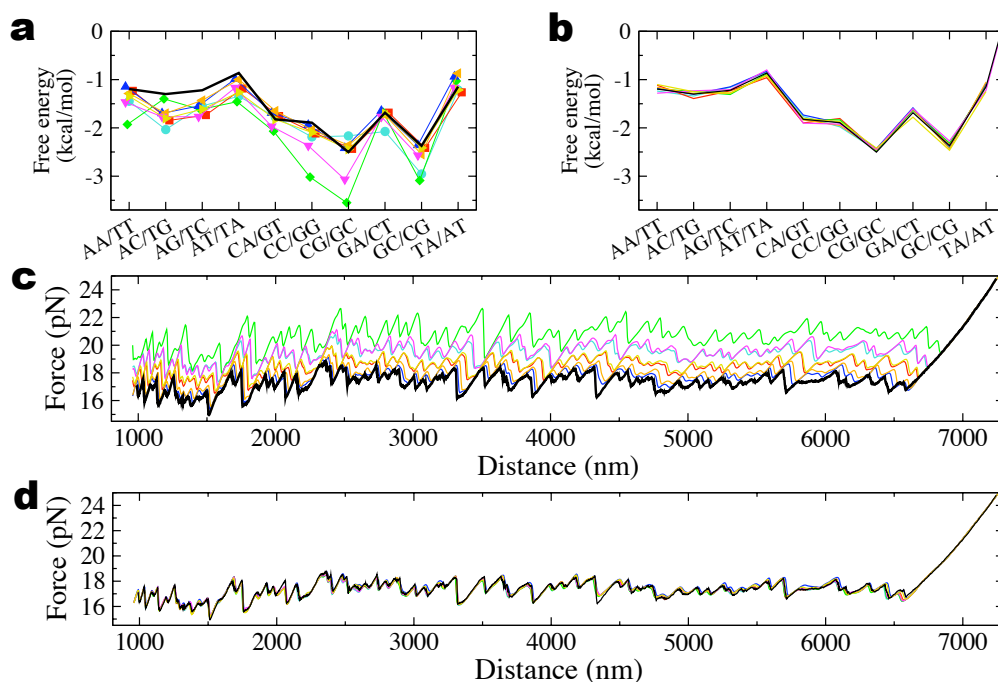 a
0
-1
-2
-3
Free energy
(kcal/mol)
AA/TT
AC/TG
AG/TC
AT/TA
CA/GT
CC/GG
CG/GC
GA/CT
GC/CG
TA/AT
b
0
-1
-2
-3
Free energy
(kcal/mol)
AA/TT
AC/TG
AG/TC
AT/TA
CA/GT
CC/GG
CG/GC
GA/CT
GC/CG
TA/AT
c
24
22
20
18
16
Force (pN)
1000 2000 3000 4000 5000 6000 7000
Distance (nm)
d
24
22
20
18
16
Force (pN)
1000 2000 3000 4000 5000 6000 7000
Distance (nm)